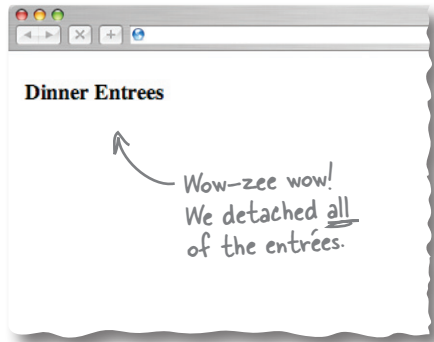 Dinner Entrees
Wow-zee wow!
We detached all
of the entrées.